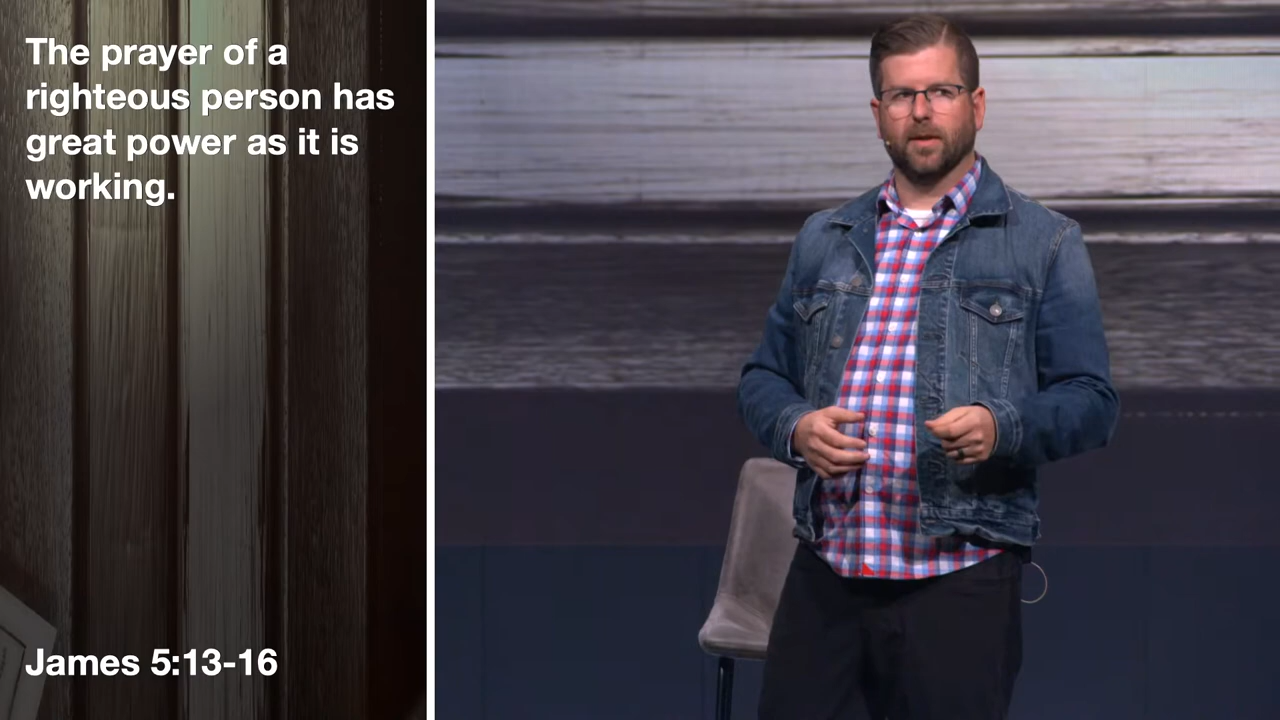 The prayer of a
righteous person has
great power as it is
working.
James 5:13-16